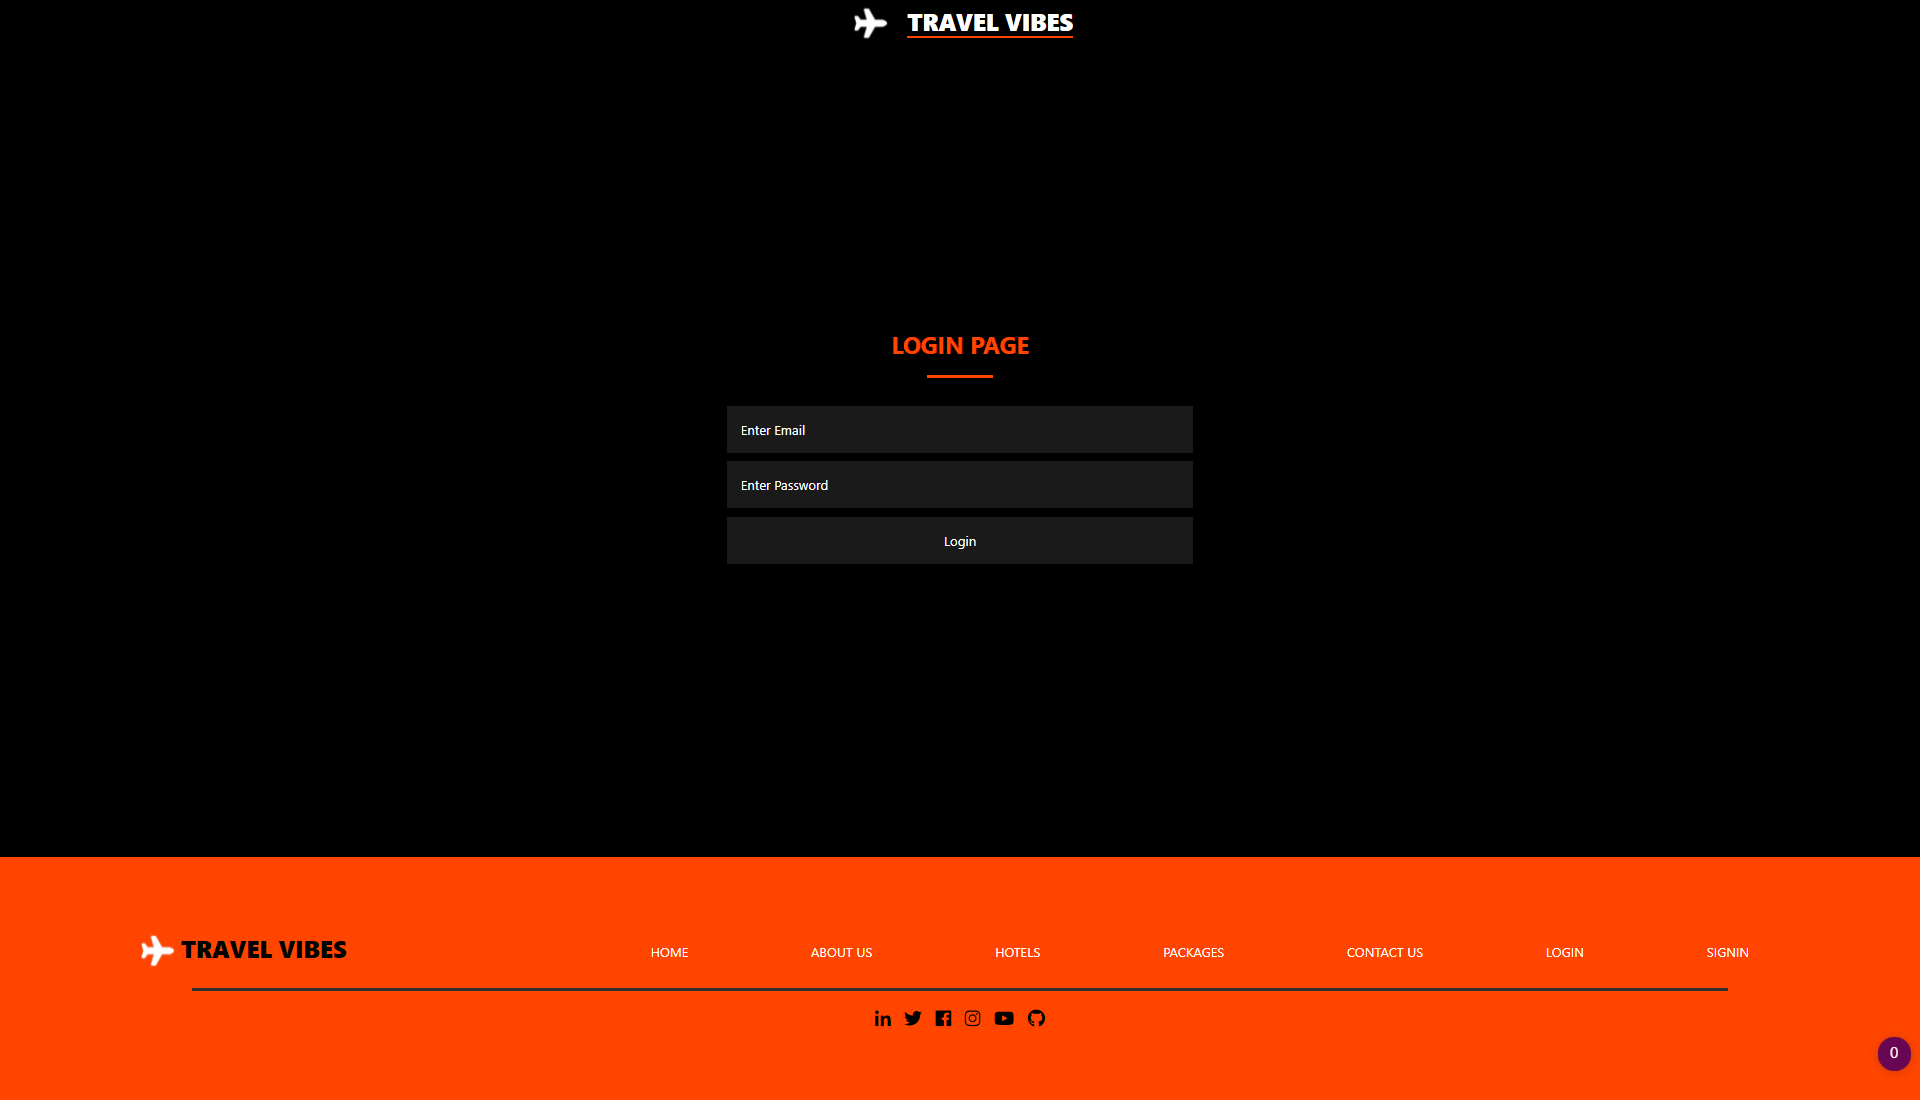 TRAVEL VIBES
LOGIN PAGE
Enter Email
Enter Password
Login
TRAVEL VIBES
HOME ABOUT US HOTELS PACKAGES CONTACT US LOGIN SIGNIN
0